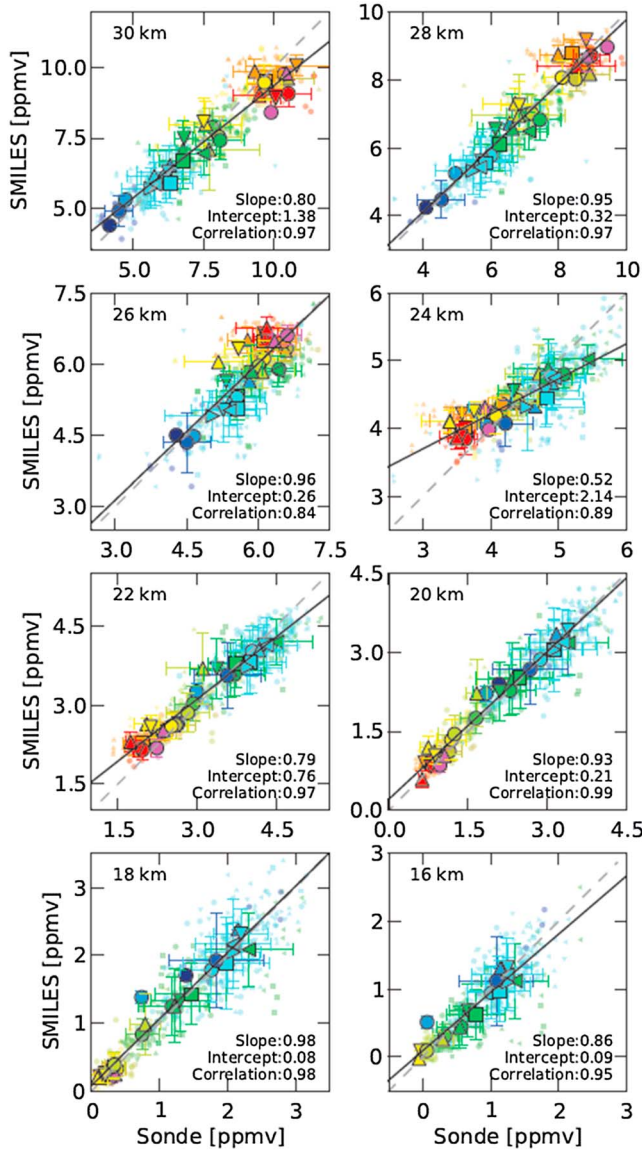 30 km
28 km
SMILES [ppmv]
10.0
7.5
5.0
10
8
6
4
Slope:0.80
Intercept:1.38
Correlation:0.97
Slope:0.95
Intercept:0.32
Correlation:0.97
5.0 7.5 10.0
4 6 8 10
26 km
24 km
SMILES [ppmv]
7.5
6.0
4.5
3.0
6
5
4
3
Slope:0.96
Intercept:0.26
Correlation:0.84
Slope:0.52
Intercept:2.14
Correlation:0.89
3.0 4.5 6.0 7.5
3 4 5 6
22 km
20 km
SMILES [ppmv]
4.5
3.0
1.5
4.5
3.0
1.5
0.0
Slope:0.79
Intercept:0.76
Correlation:0.97
Slope:0.93
Intercept:0.21
Correlation:0.99
1.5 3.0 4.5
0.0 1.5 3.0 4.5
18 km
16 km
SMILES [ppmv]
3
2
1
0
3
2
1
0
Slope:0.98
Intercept:0.08
Correlation:0.98
Slope:0.86
Intercept:0.09
Correlation:0.95
0 1 2 3
0 1 2 3
Sonde [ppmv]
Sonde [ppmv]